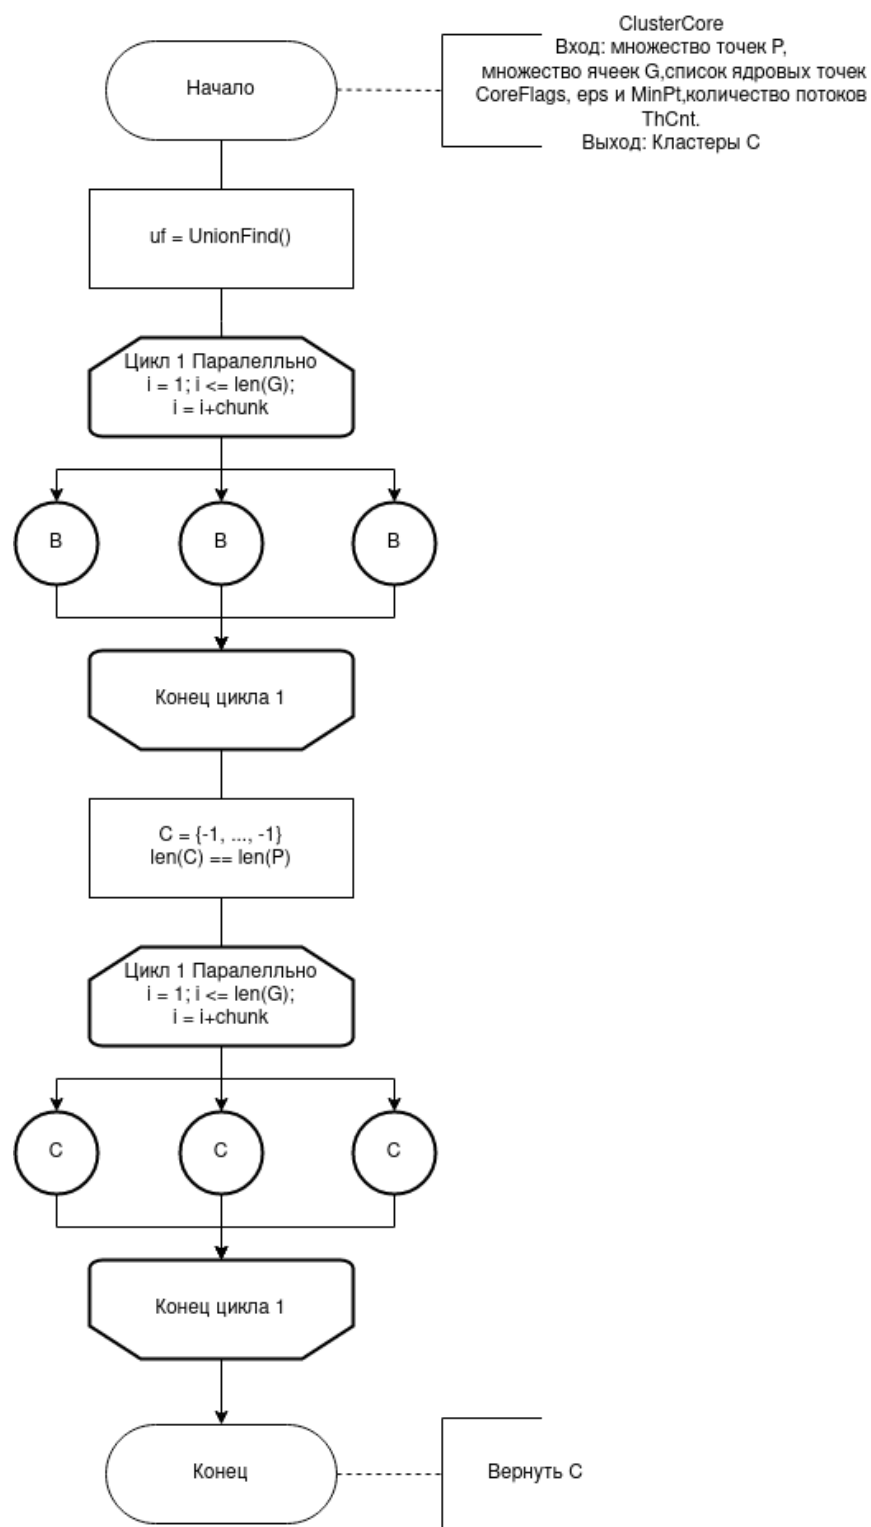 ClusterCore
Вход: множество точек P,
множество ячеек G,список ядровых точек
CoreFlags, eps и MinPt,количество потоков
ThCnt.
Выход: Кластеры C
Начало
uf = UnionFind()
Цикл 1 Паралелльно
i = 1; i <= len(G);
i = i+chunk
B
B
B
Конец цикла 1
C = {-1, ..., -1}
len(C) == len(P)
Цикл 1 Паралелльно
i = 1; i <= len(G);
i = i+chunk
C
C
C
Конец цикла 1
Конец
Вернуть C